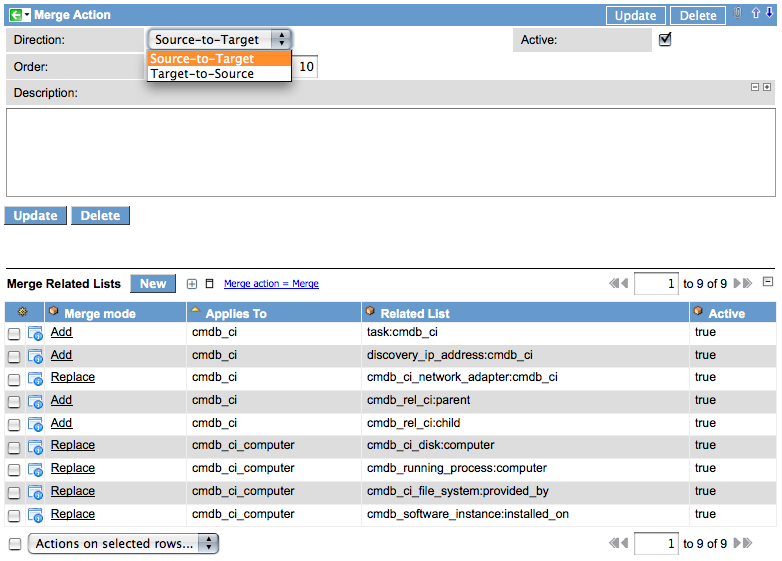 Merge Action Update Delete
Direction: Source-to-Target Active:
Source-to-Target
Target-to-Source
Order: 10
Description:
Update Delete
Merge Related Lists New Merge action = Merge 1 to 9 of 9
Merge mode Applies To Related List Active
Add cmdb_ci task:cmdb_ci true
Add cmdb_ci discovery_ip_address:cmdb_ci true
Replace cmdb_ci cmdb_ci_network_adapter:cmdb_ci true
Add cmdb_ci cmdb_rel_ci:parent true
Add cmdb_ci cmdb_rel_ci:child true
Replace cmdb_ci_computer cmdb_ci_disk:computer true
Replace cmdb_ci_computer cmdb_running_process:computer true
Replace cmdb_ci_computer cmdb_ci_file_system:provided_by true
Replace cmdb_ci_computer cmdb_software_instance:installed_on true
Actions on selected rows... 1 to 9 of 9